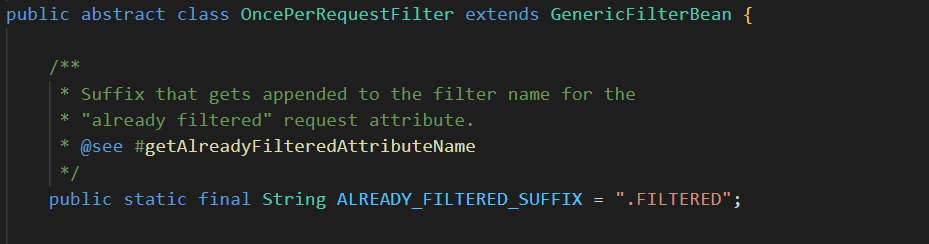 public abstract class OncePerRequestFilter extends GenericFilterBean {
/**
* Suffix that gets appended to the filter name for the
* "already filtered" request attribute.
* @see #getAlreadyFilteredAttributeName
*/
public static final String ALREADY_FILTERED_SUFFIX = ".FILTERED";